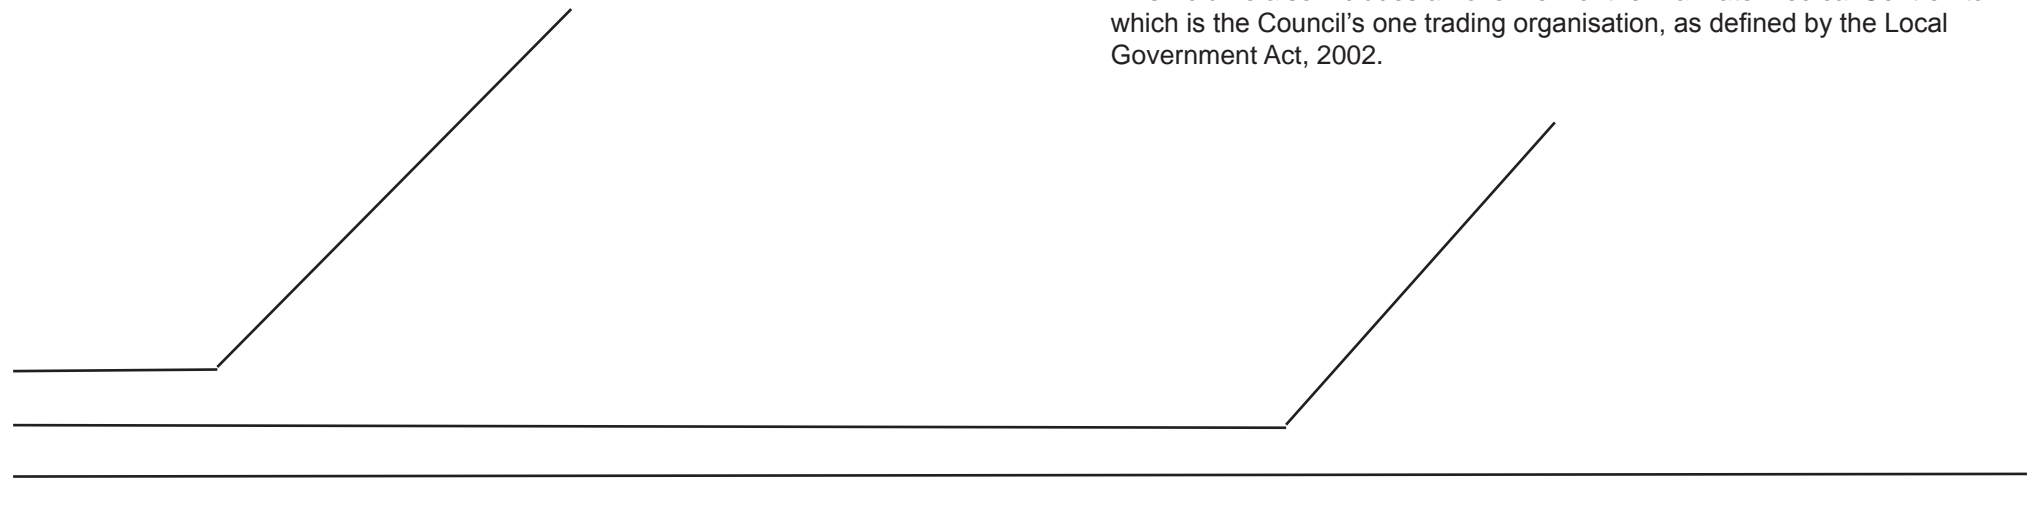 which is the Council’s one trading organisation, as defined by the Local
Government Act, 2002.